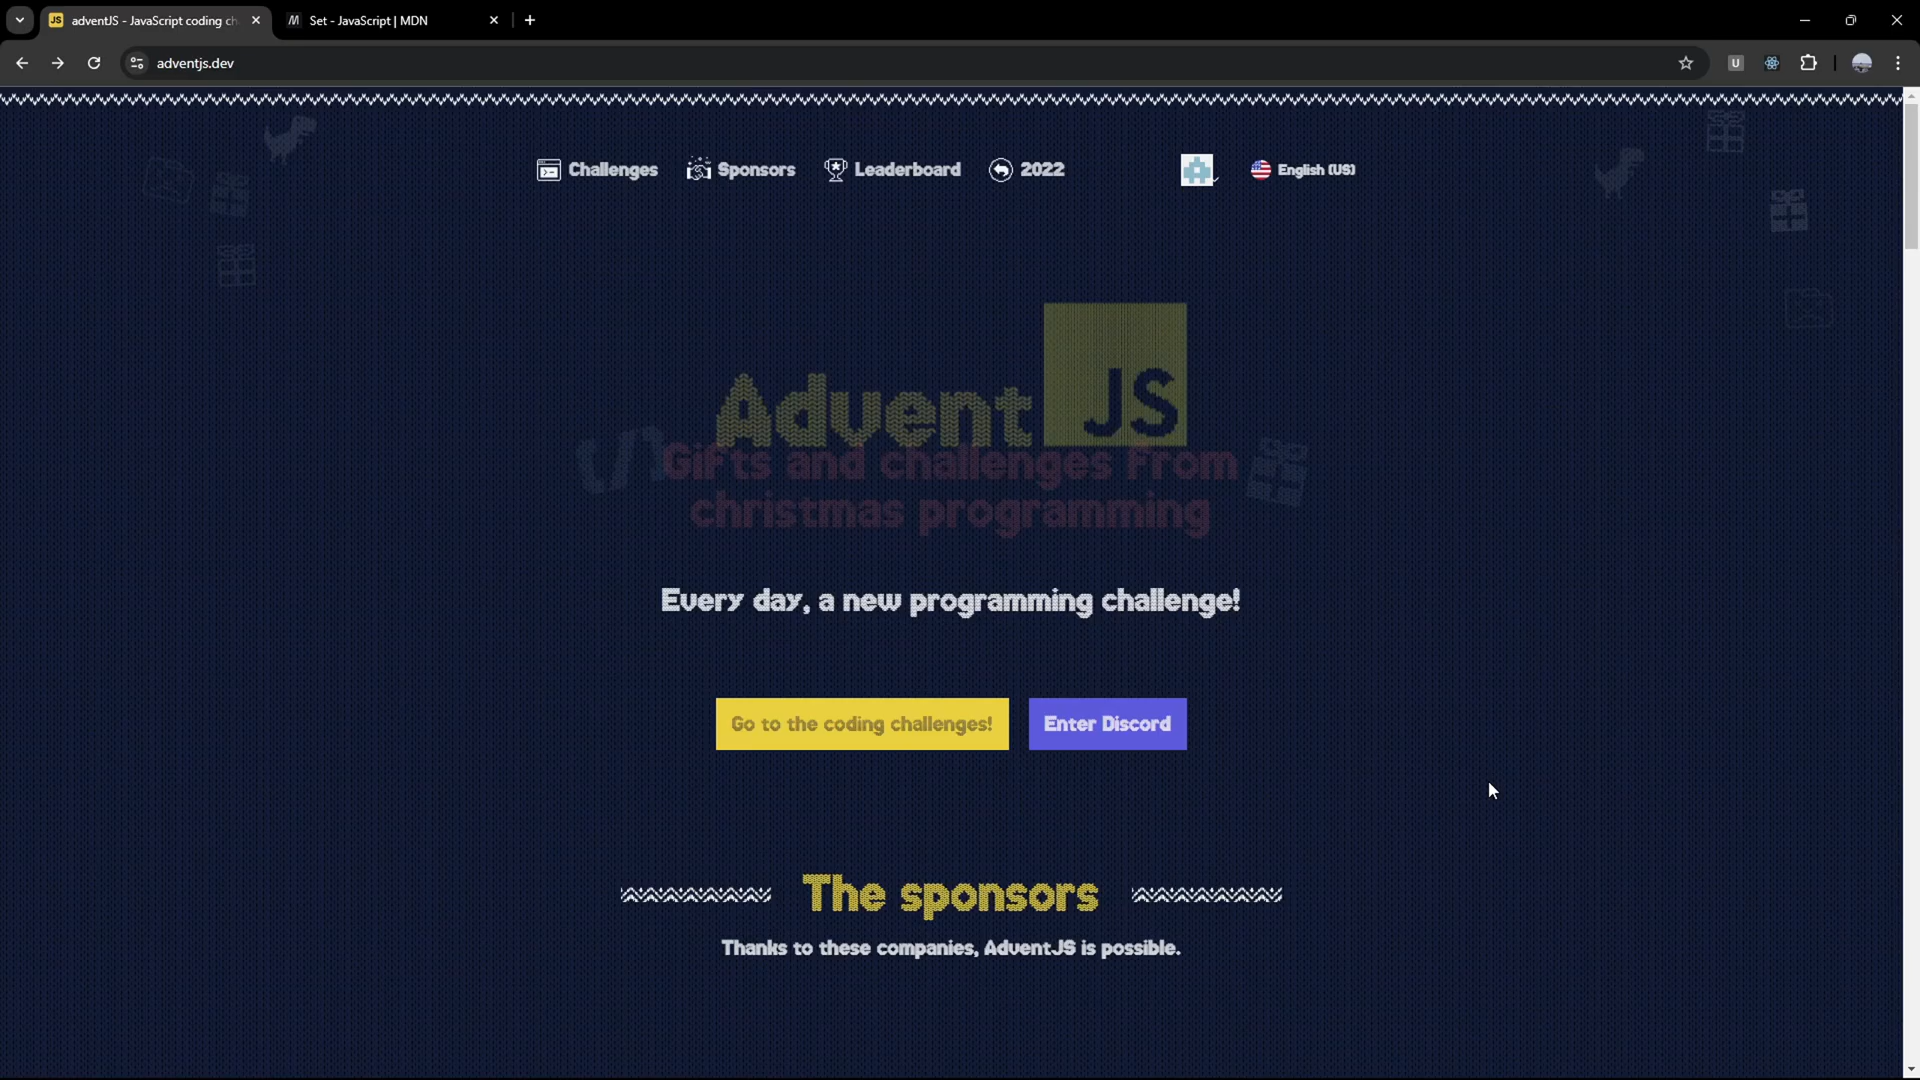 adventJS - JavaScript coding ch
Set - JavaScript | MDN
adventjs.dev
U
Challenges
Sponsors
Leaderboard
2022
English (US)
Advent JS
Gifts and challenges from
christmas programming
Every day, a new programming challenge!
Go to the coding challenges!
Enter Discord
The sponsors
Thanks to these companies, AdventJS is possible.